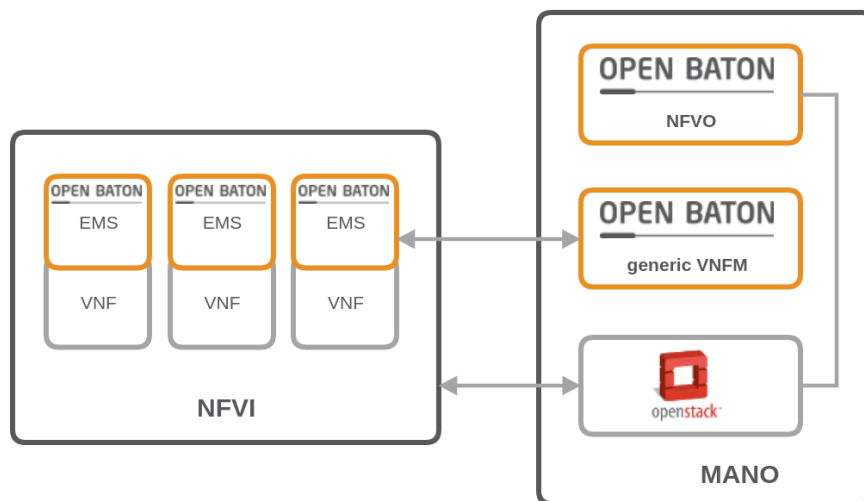 OPEN BATON
NFVO
OPEN BATON
generic VNFM
openstack
MANO
OPEN BATON
EMS
VNF
OPEN BATON
EMS
VNF
OPEN BATON
EMS
VNF
NFVI